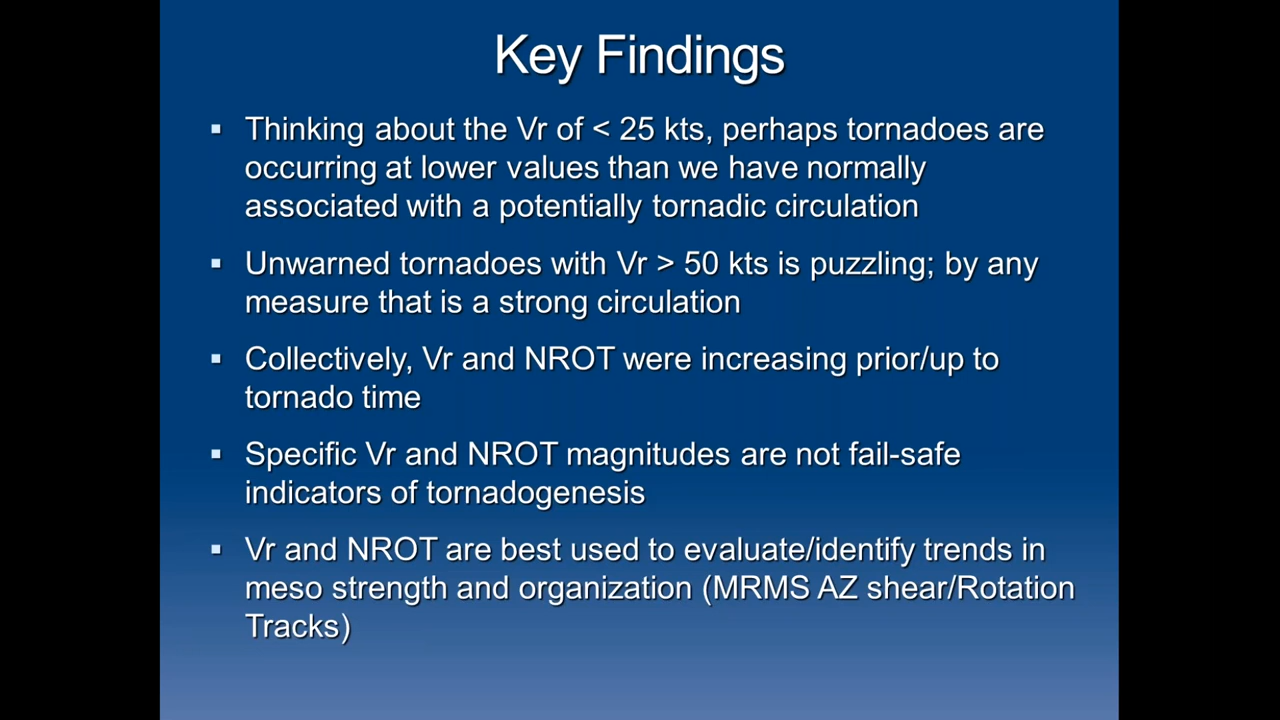 Key Findings
▪ Thinking about the Vr of < 25 kts, perhaps tornadoes are
occurring at lower values than we have normally
associated with a potentially tornadic circulation
▪ Unwarned tornadoes with Vr > 50 kts is puzzling; by any
measure that is a strong circulation
▪ Collectively, Vr and NROT were increasing prior/up to
tornado time
▪ Specific Vr and NROT magnitudes are not fail-safe
indicators of tornadogenesis
▪ Vr and NROT are best used to evaluate/identify trends in
meso strength and organization (MRMS AZ shear/Rotation
Tracks)